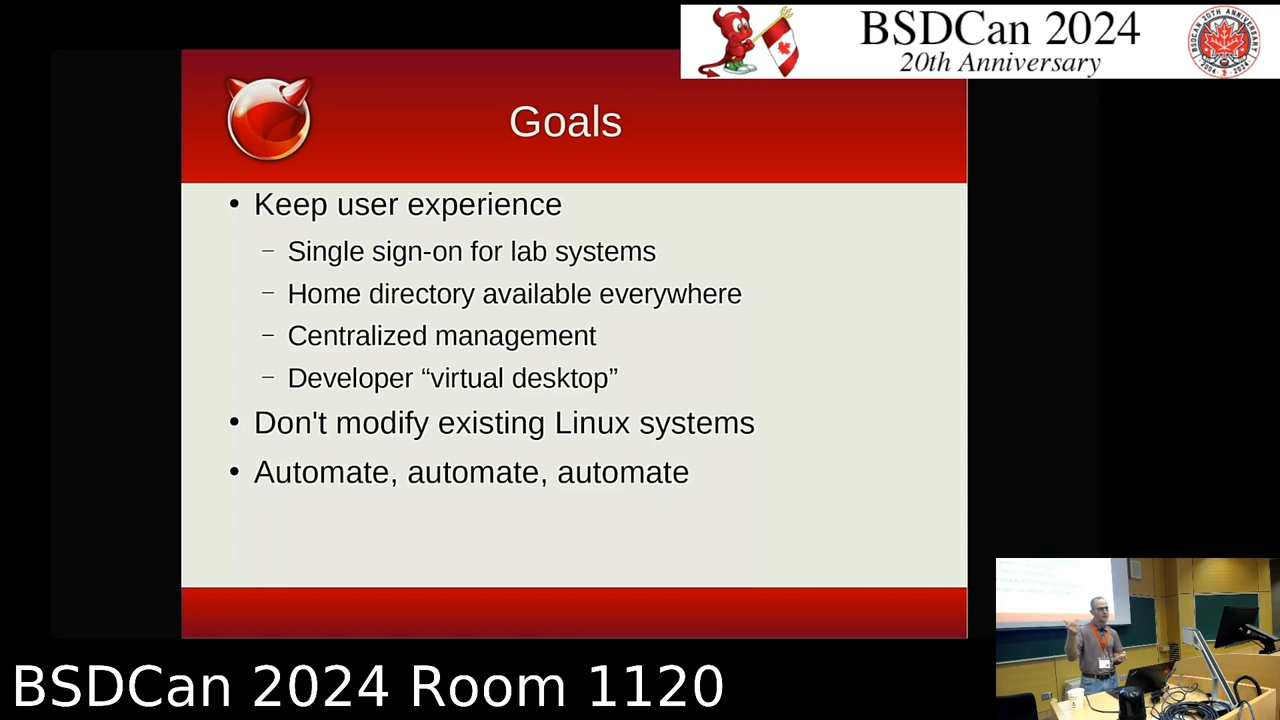 BSDCan 2024
20th Anniversary
Goals
• Keep user experience
– Single sign-on for lab systems
– Home directory available everywhere
– Centralized management
– Developer “virtual desktop”
• Don't modify existing Linux systems
• Automate, automate, automate
BSDCan 2024 Room 1120